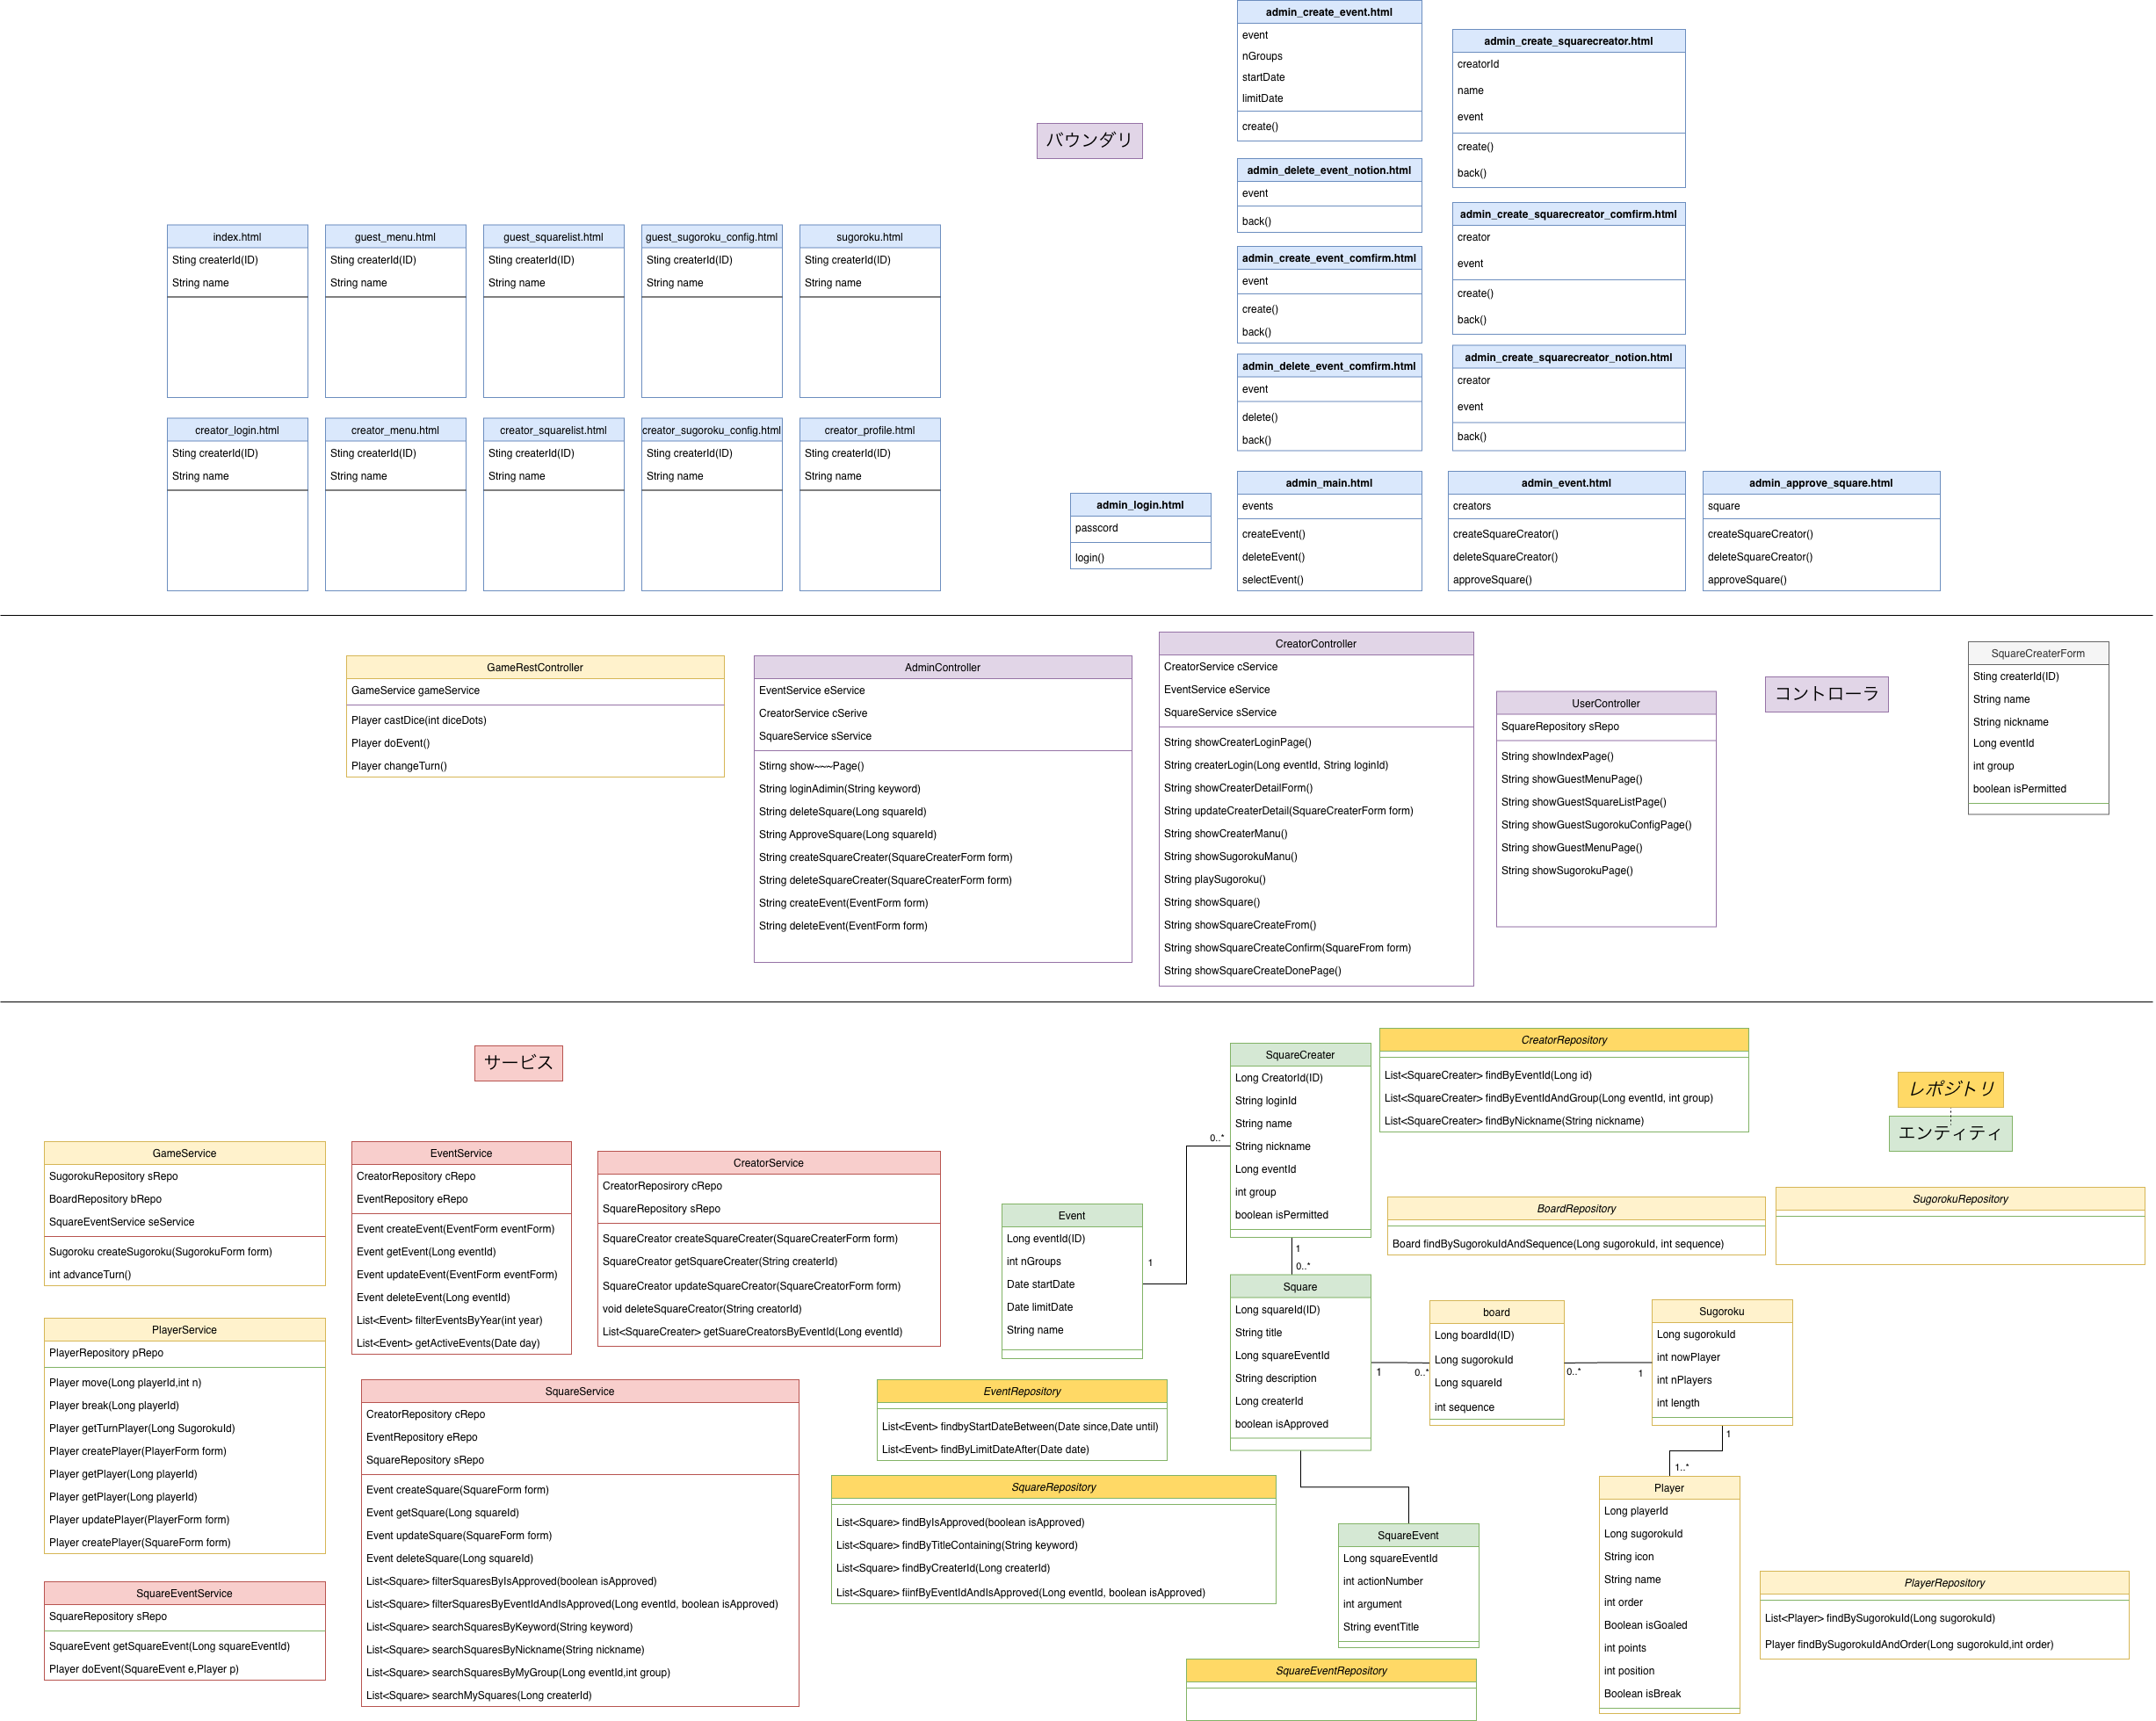 admin_create_event.html
event
nGroups
startDate
limitDate
create()
admin_create_squarecreator.html
creatorId
name
event
create()
back()
バウンダリ
admin_delete_event_notion.html
event
back()
admin_create_squarecreator_comfirm.html
creator
event
create()
back()
admin_create_event_comfirm.html
event
create()
back()
admin_delete_event_comfirm.html
event
delete()
back()
admin_create_squarecreator_notion.html
creator
event
back()
index.html
Sting createrId(ID)
String name
guest_menu.html
Sting createrId(ID)
String name
guest_squarelist.html
Sting createrId(ID)
String name
guest_sugoroku_config.html
Sting createrId(ID)
String name
sugoroku.html
Sting createrId(ID)
String name
creator_login.html
Sting createrId(ID)
String name
creator_menu.html
Sting createrId(ID)
String name
creator_squarelist.html
Sting createrId(ID)
String name
creator_sugoroku_config.html
Sting createrId(ID)
String name
creator_profile.html
Sting createrId(ID)
String name
admin_login.html
passcord
login()
admin_main.html
events
createEvent()
deleteEvent()
selectEvent()
admin_event.html
creators
createSquareCreator()
deleteSquareCreator()
approveSquare()
admin_approve_square.html
square
createSquareCreator()
deleteSquareCreator()
approveSquare()
GameRestController
GameService gameService
Player castDice(int diceDots)
Player doEvent()
Player changeTurn()
AdminController
EventService eService
CreatorService cSerive
SquareService sService
Stirng show~~~Page()
String loginAdimin(String keyword)
String deleteSquare(Long squareId)
String ApproveSquare(Long squareId)
String createSquareCreater(SquareCreaterForm form)
String deleteSquareCreater(SquareCreaterForm form)
String createEvent(EventForm form)
String deleteEvent(EventForm form)
CreatorController
CreatorService cService
EventService eService
SquareService sService
String showCreaterLoginPage()
String createrLogin(Long eventId, String loginId)
String showCreaterDetailForm()
String updateCreaterDetail(SquareCreaterForm form)
String showCreaterManu()
String showSugorokuManu()
String playSugoroku()
String showSquare()
String showSquareCreateFrom()
String showSquareCreateConfirm(SquareFrom form)
String showSquareCreateDonePage()
UserController
SquareRepository sRepo
String showIndexPage()
String showGuestMenuPage()
String showGuestSquareListPage()
String showGuestSugorokuConfigPage()
String showGuestMenuPage()
String showSugorokuPage()
コントローラ
SquareCreaterForm
Sting createrId(ID)
String name
String nickname
Long eventId
int group
boolean isPermitted
サービス
GameService
SugorokuRepository sRepo
BoardRepository bRepo
SquareEventService seService
Sugoroku createSugoroku(SugorokuForm form)
int advanceTurn()
EventService
CreatorRepository cRepo
EventRepository eRepo
Event createEvent(EventForm eventForm)
Event getEvent(Long eventId)
Event updateEvent(EventForm eventForm)
Event deleteEvent(Long eventId)
List<Event> filterEventsByYear(int year)
List<Event> getActiveEvents(Date day)
CreatorService
CreatorReposirory cRepo
SquareRepository sRepo
SquareCreator createSquareCreater(SquareCreaterForm form)
SquareCreator getSquareCreater(String createrId)
SquareCreator updateSquareCreator(SquareCreatorForm form)
void deleteSquareCreator(String creatorId)
List<SquareCreater> getSuareCreatorsByEventId(Long eventId)
PlayerService
PlayerRepository pRepo
Player move(Long playerId,int n)
Player break(Long playerId)
Player getTurnPlayer(Long SugorokuId)
Player createPlayer(PlayerForm form)
Player getPlayer(Long playerId)
Player getPlayer(Long playerId)
Player updatePlayer(PlayerForm form)
Player createPlayer(SquareForm form)
SquareService
CreatorRepository cRepo
EventRepository eRepo
SquareRepository sRepo
Event createSquare(SquareForm form)
Event getSquare(Long squareId)
Event updateSquare(SquareForm form)
Event deleteSquare(Long squareId)
List<Square> filterSquaresByIsApproved(boolean isApproved)
List<Square> filterSquaresByEventIdAndIsApproved(Long eventId, boolean isApproved)
List<Square> searchSquaresByKeyword(String keyword)
List<Square> searchSquaresByNickname(String nickname)
List<Square> searchSquaresByMyGroup(Long eventId,int group)
List<Square> searchMySquares(Long createrId)
SquareEventService
SquareRepository sRepo
SquareEvent getSquareEvent(Long squareEventId)
Player doEvent(SquareEvent e,Player p)
SquareCreater
Long CreatorId(ID)
String loginId
String name
String nickname
Long eventId
int group
boolean isPermitted
CreatorRepository
List<SquareCreater> findByEventId(Long id)
List<SquareCreater> findByEventIdAndGroup(Long eventId, int group)
List<SquareCreater> findByNickname(String nickname)
レポジトリ
エンティティ
0..*
1
Event
Long eventId(ID)
int nGroups
Date startDate
Date limitDate
String name
1
0..*
BoardRepository
Board findBySugorokuIdAndSequence(Long sugorokuId, int sequence)
SugorokuRepository
Square
Long squareId(ID)
String title
Long squareEventId
String description
Long createrId
boolean isApproved
1
0..*
board
Long boardId(ID)
Long sugorokuId
Long squareId
int sequence
0..*
1
Sugoroku
Long sugorokuId
int nowPlayer
int nPlayers
int length
1
1..*
EventRepository
List<Event> findbyStartDateBetween(Date since,Date until)
List<Event> findByLimitDateAfter(Date date)
SquareRepository
List<Square> findByIsApproved(boolean isApproved)
List<Square> findByTitleContaining(String keyword)
List<Square> findByCreaterId(Long createrId)
List<Square> fiinfByEventIdAndIsApproved(Long eventId, boolean isApproved)
SquareEvent
Long squareEventId
int actionNumber
int argument
String eventTitle
SquareEventRepository
Player
Long playerId
Long sugorokuId
String icon
String name
int order
Boolean isGoaled
int points
int position
Boolean isBreak
PlayerRepository
List<Player> findBySugorokuId(Long sugorokuId)
Player findBySugorokuIdAndOrder(Long sugorokuId,int order)